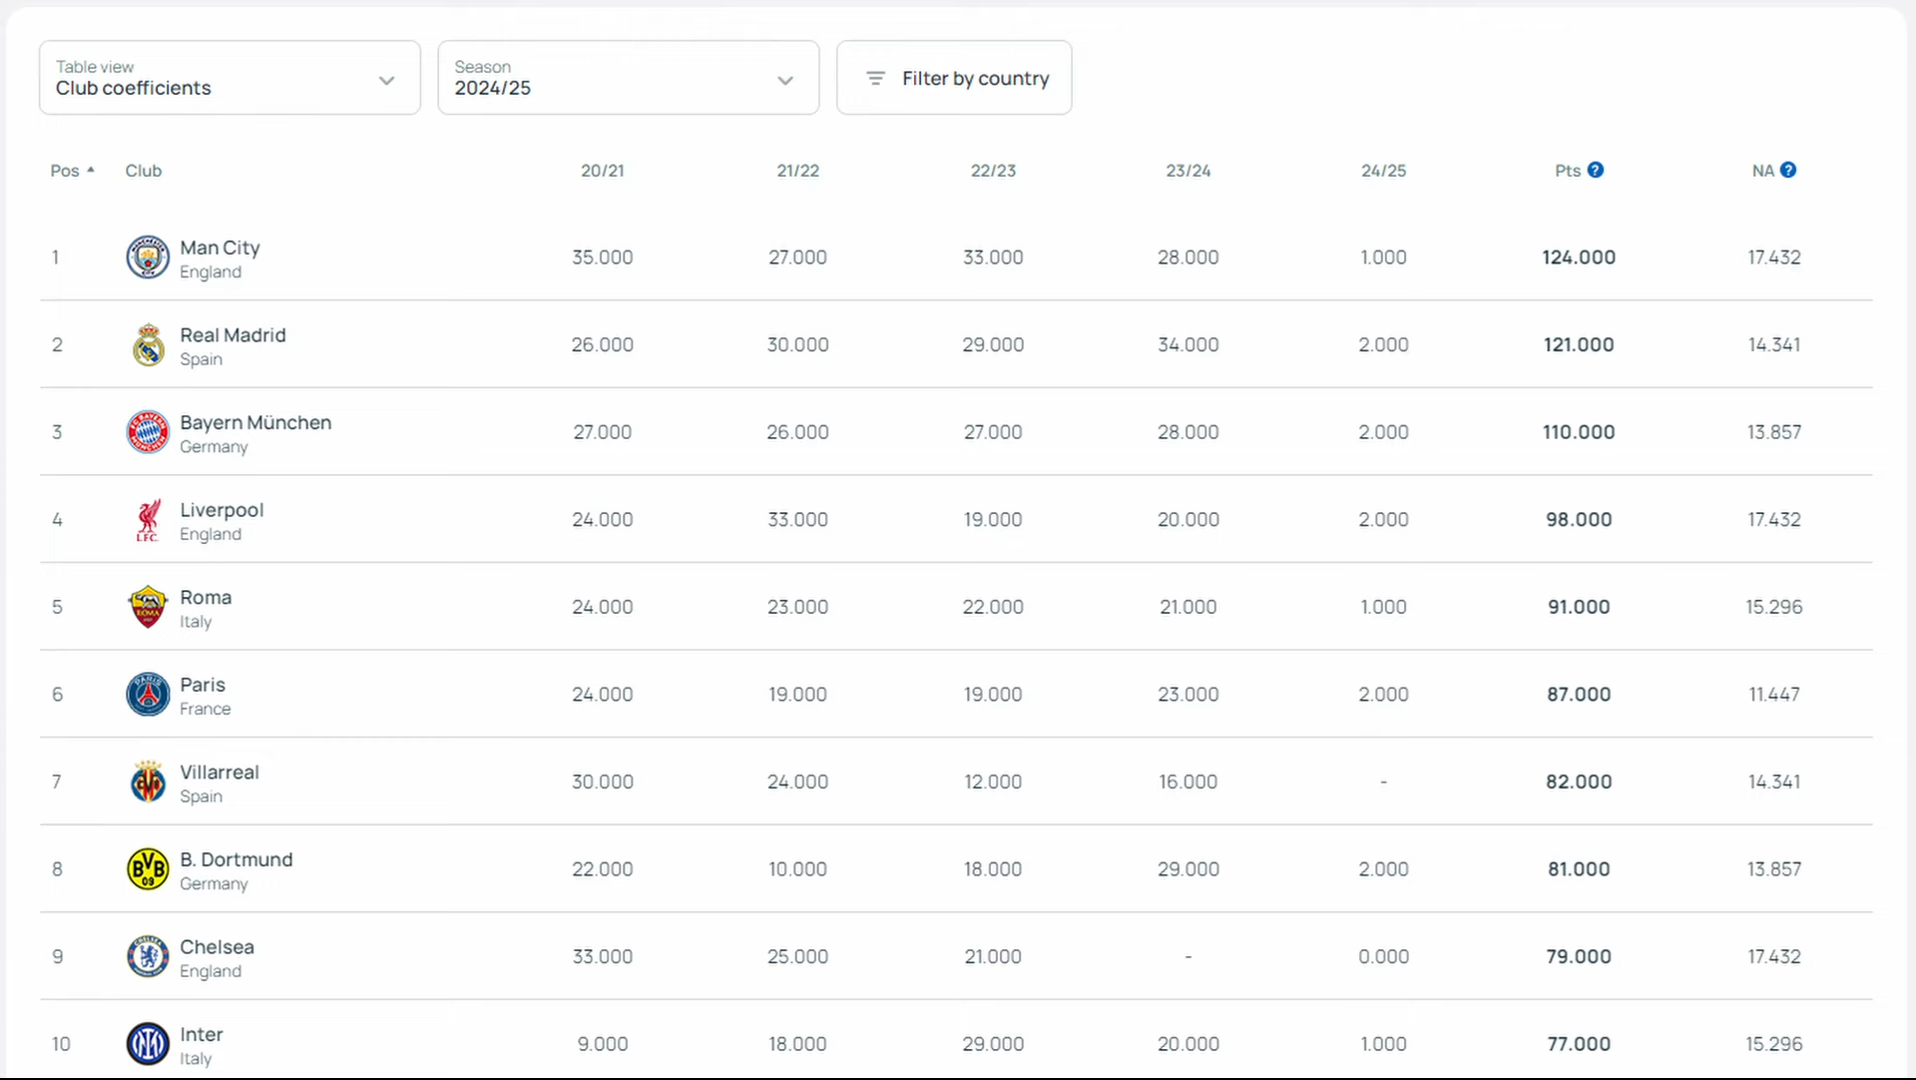 Table view
Club coefficients
Season
2024/25
Filter by country
Pos Club 20/21 21/22 22/23 23/24 24/25 Pts ? NA ?
1 Man City 35.000 27.000 33.000 28.000 1.000 124.000 17.432
England
2 Real Madrid 26.000 30.000 29.000 34.000 2.000 121.000 14.341
Spain
3 Bayern München 27.000 26.000 27.000 28.000 2.000 110.000 13.857
Germany
4 L.F.C. Liverpool 24.000 33.000 19.000 20.000 2.000 98.000 17.432
England
5 ROMA Roma 24.000 23.000 22.000 21.000 1.000 91.000 15.296
Italy
6 PARIS Paris 24.000 19.000 19.000 23.000 2.000 87.000 11.447
France
7 Villarreal 30.000 24.000 12.000 16.000 - 82.000 14.341
Spain
8 BVB 09 B. Dortmund 22.000 10.000 18.000 29.000 2.000 81.000 13.857
Germany
9 Chelsea 33.000 25.000 21.000 - 0.000 79.000 17.432
England
10 Inter 9.000 18.000 29.000 20.000 1.000 77.000 15.296
Italy